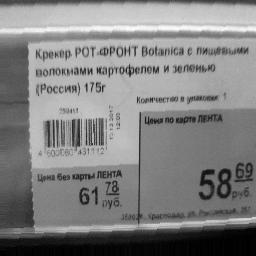 Крекер РОТ-ФРОНТ Botanica с пищевыми
волокнами картофелем и зеленью
(Россия) 175г
Количество в упаковке: 1
Цена по карте ЛЕНТА
Цена без карты ЛЕНТА
61 78 руб.
58 69 руб.